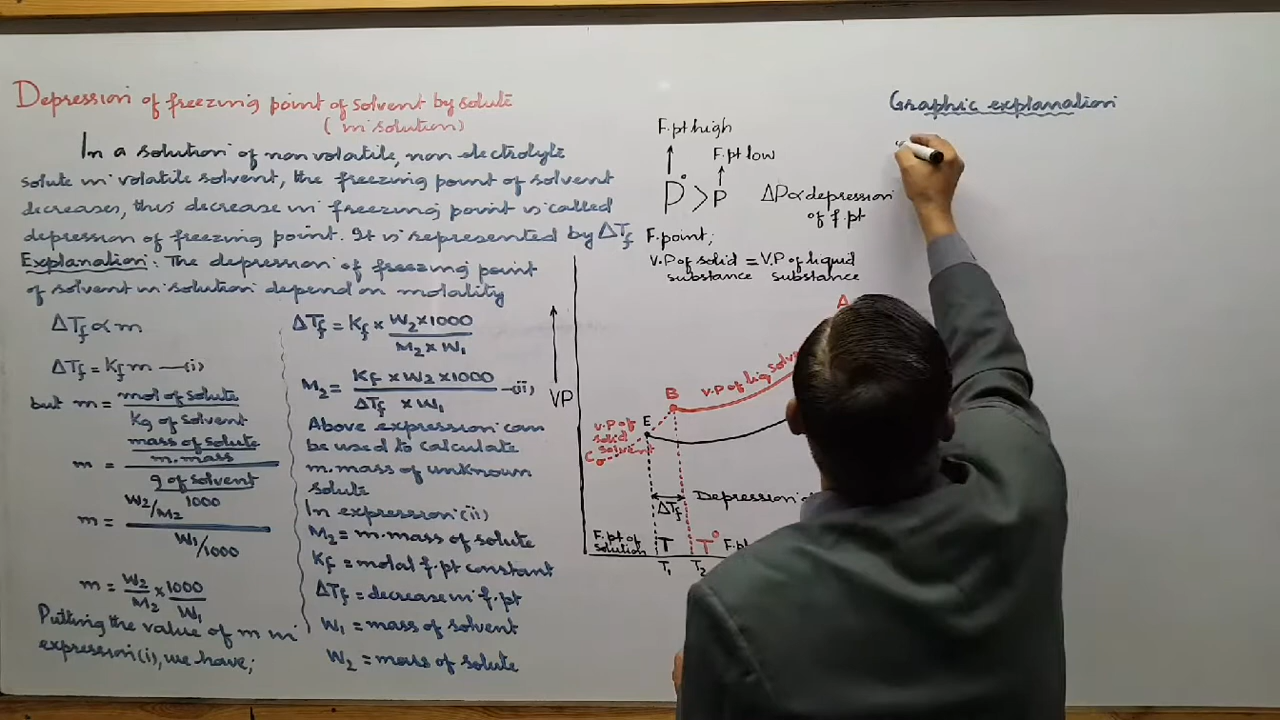 Depression of freezing point of solvent by solute
(in solution)
In a solution of non volatile, non electrolyte
solute in volatile solvent, the freezing point of solvent
decreases, this decrease in freezing point is called
depression of freezing point. It is represented by ΔTf
Explanation: The depression of freezing point
of solvent in solution depend on molality
ΔTf ∝ m
ΔTf = Kf m —(i)
but m = mol of solute
Kg of solvent
mass of solute
m = m. mass
g of solvent
W2/M2 1000
m =
W1/1000
m = W2/M2 × 1000/W1
Putting the value of m in
expression(i), we have;
ΔTf = Kf × W2 × 1000
M2 × W1
M2 = Kf × W2 × 1000 —(ii)
ΔTf × W1
Above expression can
be used to calculate
m. mass of unknown
solute
In expression(ii)
M2 = m. mass of solute
Kf = molal f.pt constant
ΔTf = decrease in f.pt
W1 = mass of solvent
W2 = mass of solute
F.pt high
F.pt low
P° > P
ΔP ∝ depression
of f.pt
F.point;
V.P of solid = V.P of liquid
substance substance
A
B
V.P of liq solv
V.P of
solid
solvent
E
C
VP
Depression of
ΔTf
F.pt of
solution
T T° F.pt
T1 T2
Graphic explanation